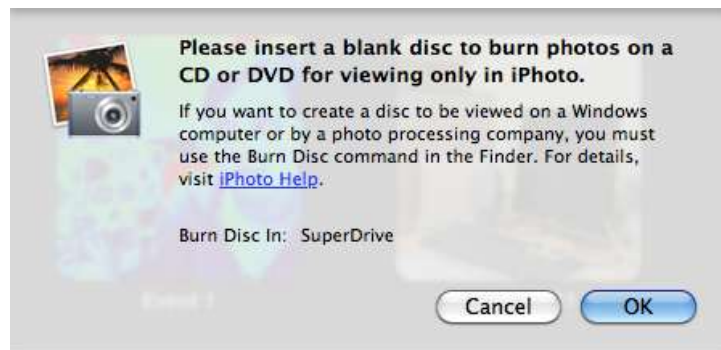 Please insert a blank disc to burn photos on a
CD or DVD for viewing only in iPhoto.
If you want to create a disc to be viewed on a Windows
computer or by a photo processing company, you must
use the Burn Disc command in the Finder. For details,
visit iPhoto Help.
Burn Disc In: SuperDrive
Cancel OK